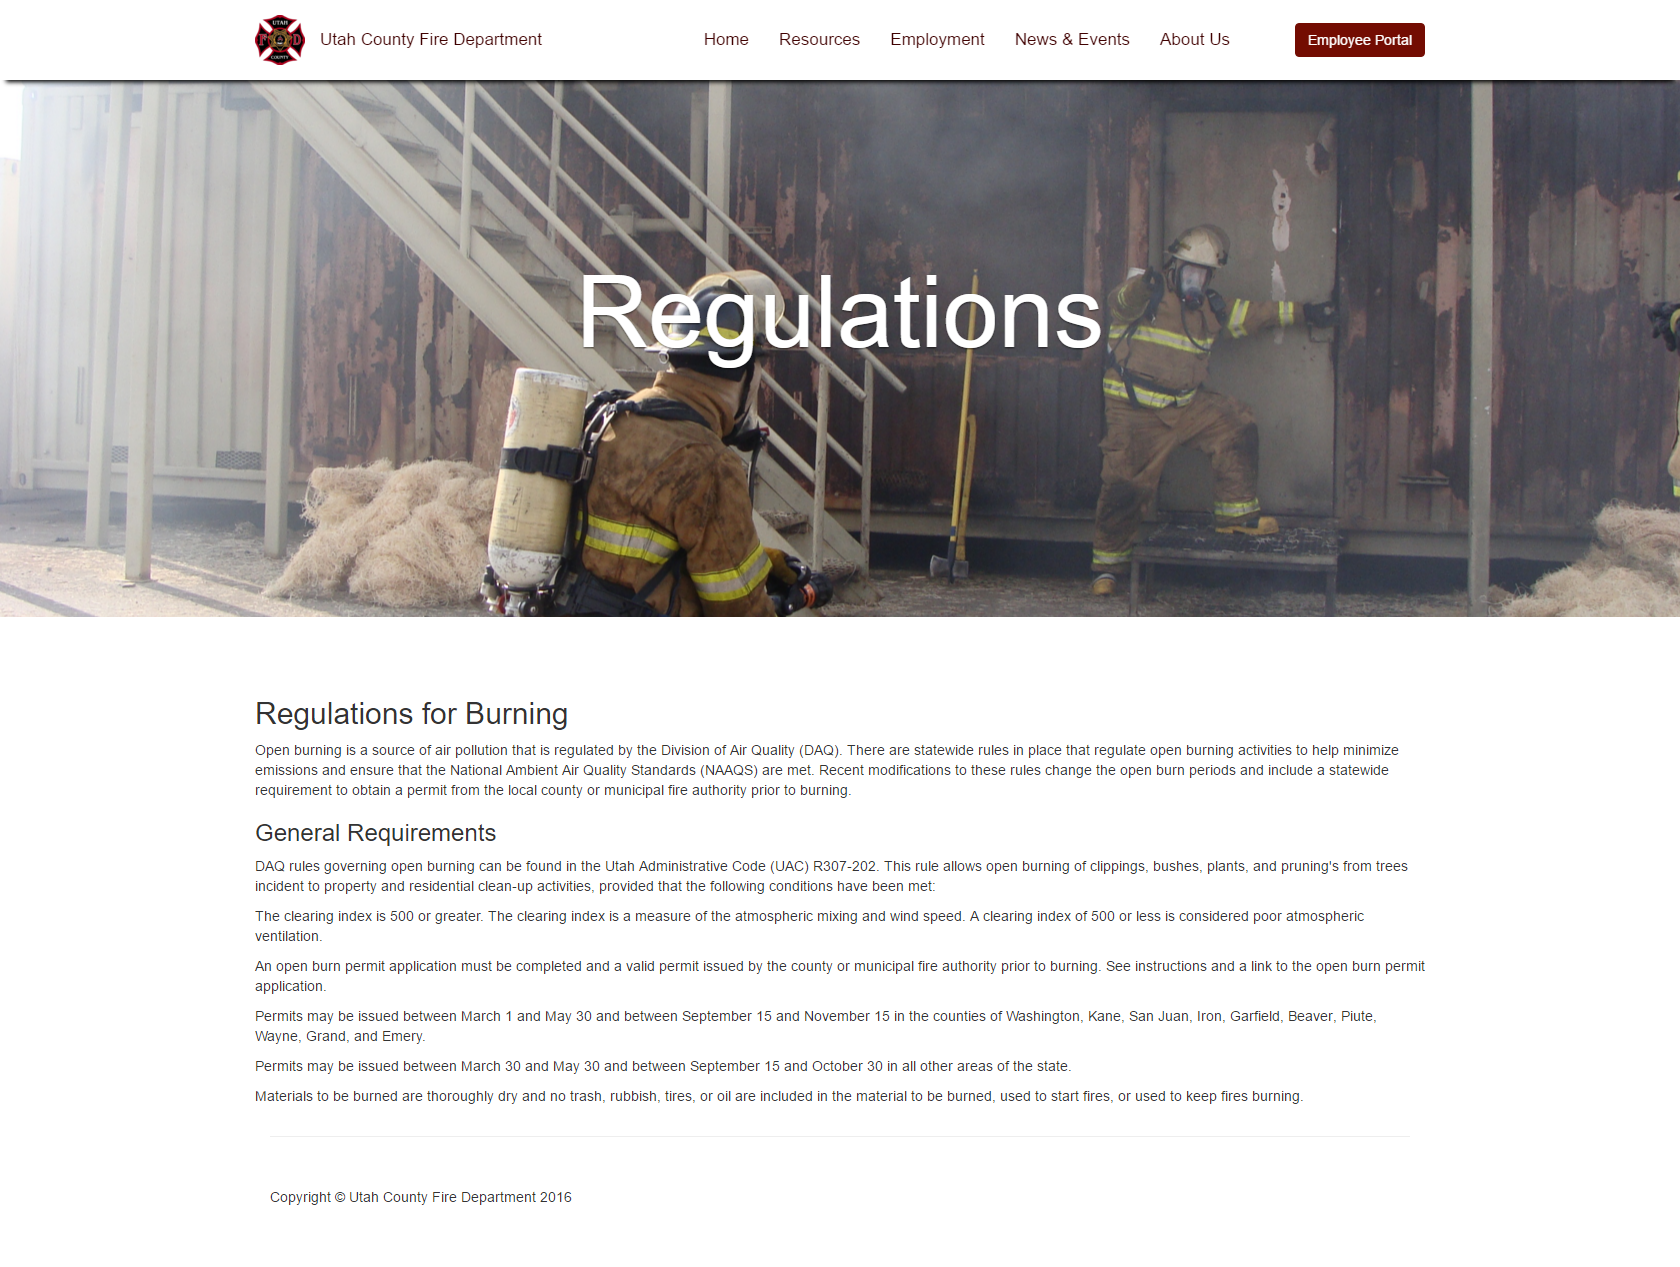 UTAH
F D
COUNTY
Utah County Fire Department
Home
Resources
Employment
News & Events
About Us
Employee Portal
Regulations
Regulations for Burning
Open burning is a source of air pollution that is regulated by the Division of Air Quality (DAQ). There are statewide rules in place that regulate open burning activities to help minimize
emissions and ensure that the National Ambient Air Quality Standards (NAAQS) are met. Recent modifications to these rules change the open burn periods and include a statewide
requirement to obtain a permit from the local county or municipal fire authority prior to burning.
General Requirements
DAQ rules governing open burning can be found in the Utah Administrative Code (UAC) R307-202. This rule allows open burning of clippings, bushes, plants, and pruning's from trees
incident to property and residential clean-up activities, provided that the following conditions have been met:
The clearing index is 500 or greater. The clearing index is a measure of the atmospheric mixing and wind speed. A clearing index of 500 or less is considered poor atmospheric
ventilation.
An open burn permit application must be completed and a valid permit issued by the county or municipal fire authority prior to burning. See instructions and a link to the open burn permit
application.
Permits may be issued between March 1 and May 30 and between September 15 and November 15 in the counties of Washington, Kane, San Juan, Iron, Garfield, Beaver, Piute,
Wayne, Grand, and Emery.
Permits may be issued between March 30 and May 30 and between September 15 and October 30 in all other areas of the state.
Materials to be burned are thoroughly dry and no trash, rubbish, tires, or oil are included in the material to be burned, used to start fires, or used to keep fires burning.
Copyright © Utah County Fire Department 2016